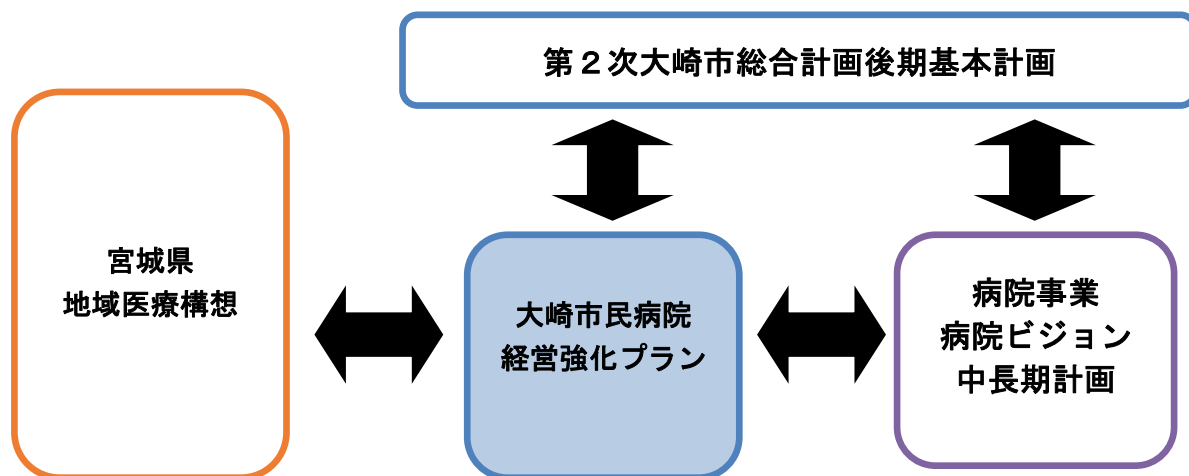 第２次大崎市総合計画後期基本計画
宮城県
地域医療構想
大崎市民病院
経営強化プラン
病院事業
病院ビジョン
中長期計画